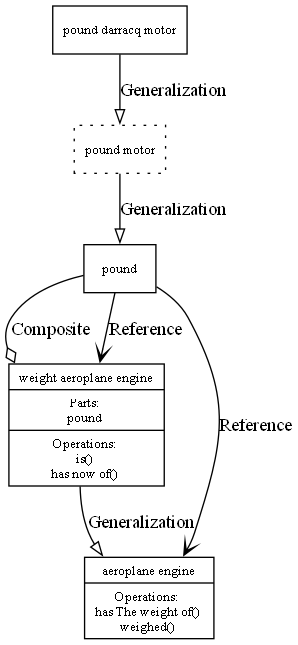 pound darracq motor
Generalization
pound motor
Generalization
pound
Composite
Reference
weight aeroplane engine
Parts:
pound
Operations:
is()
has now of()
Reference
Generalization
aeroplane engine
Operations:
has The weight of()
weighed()